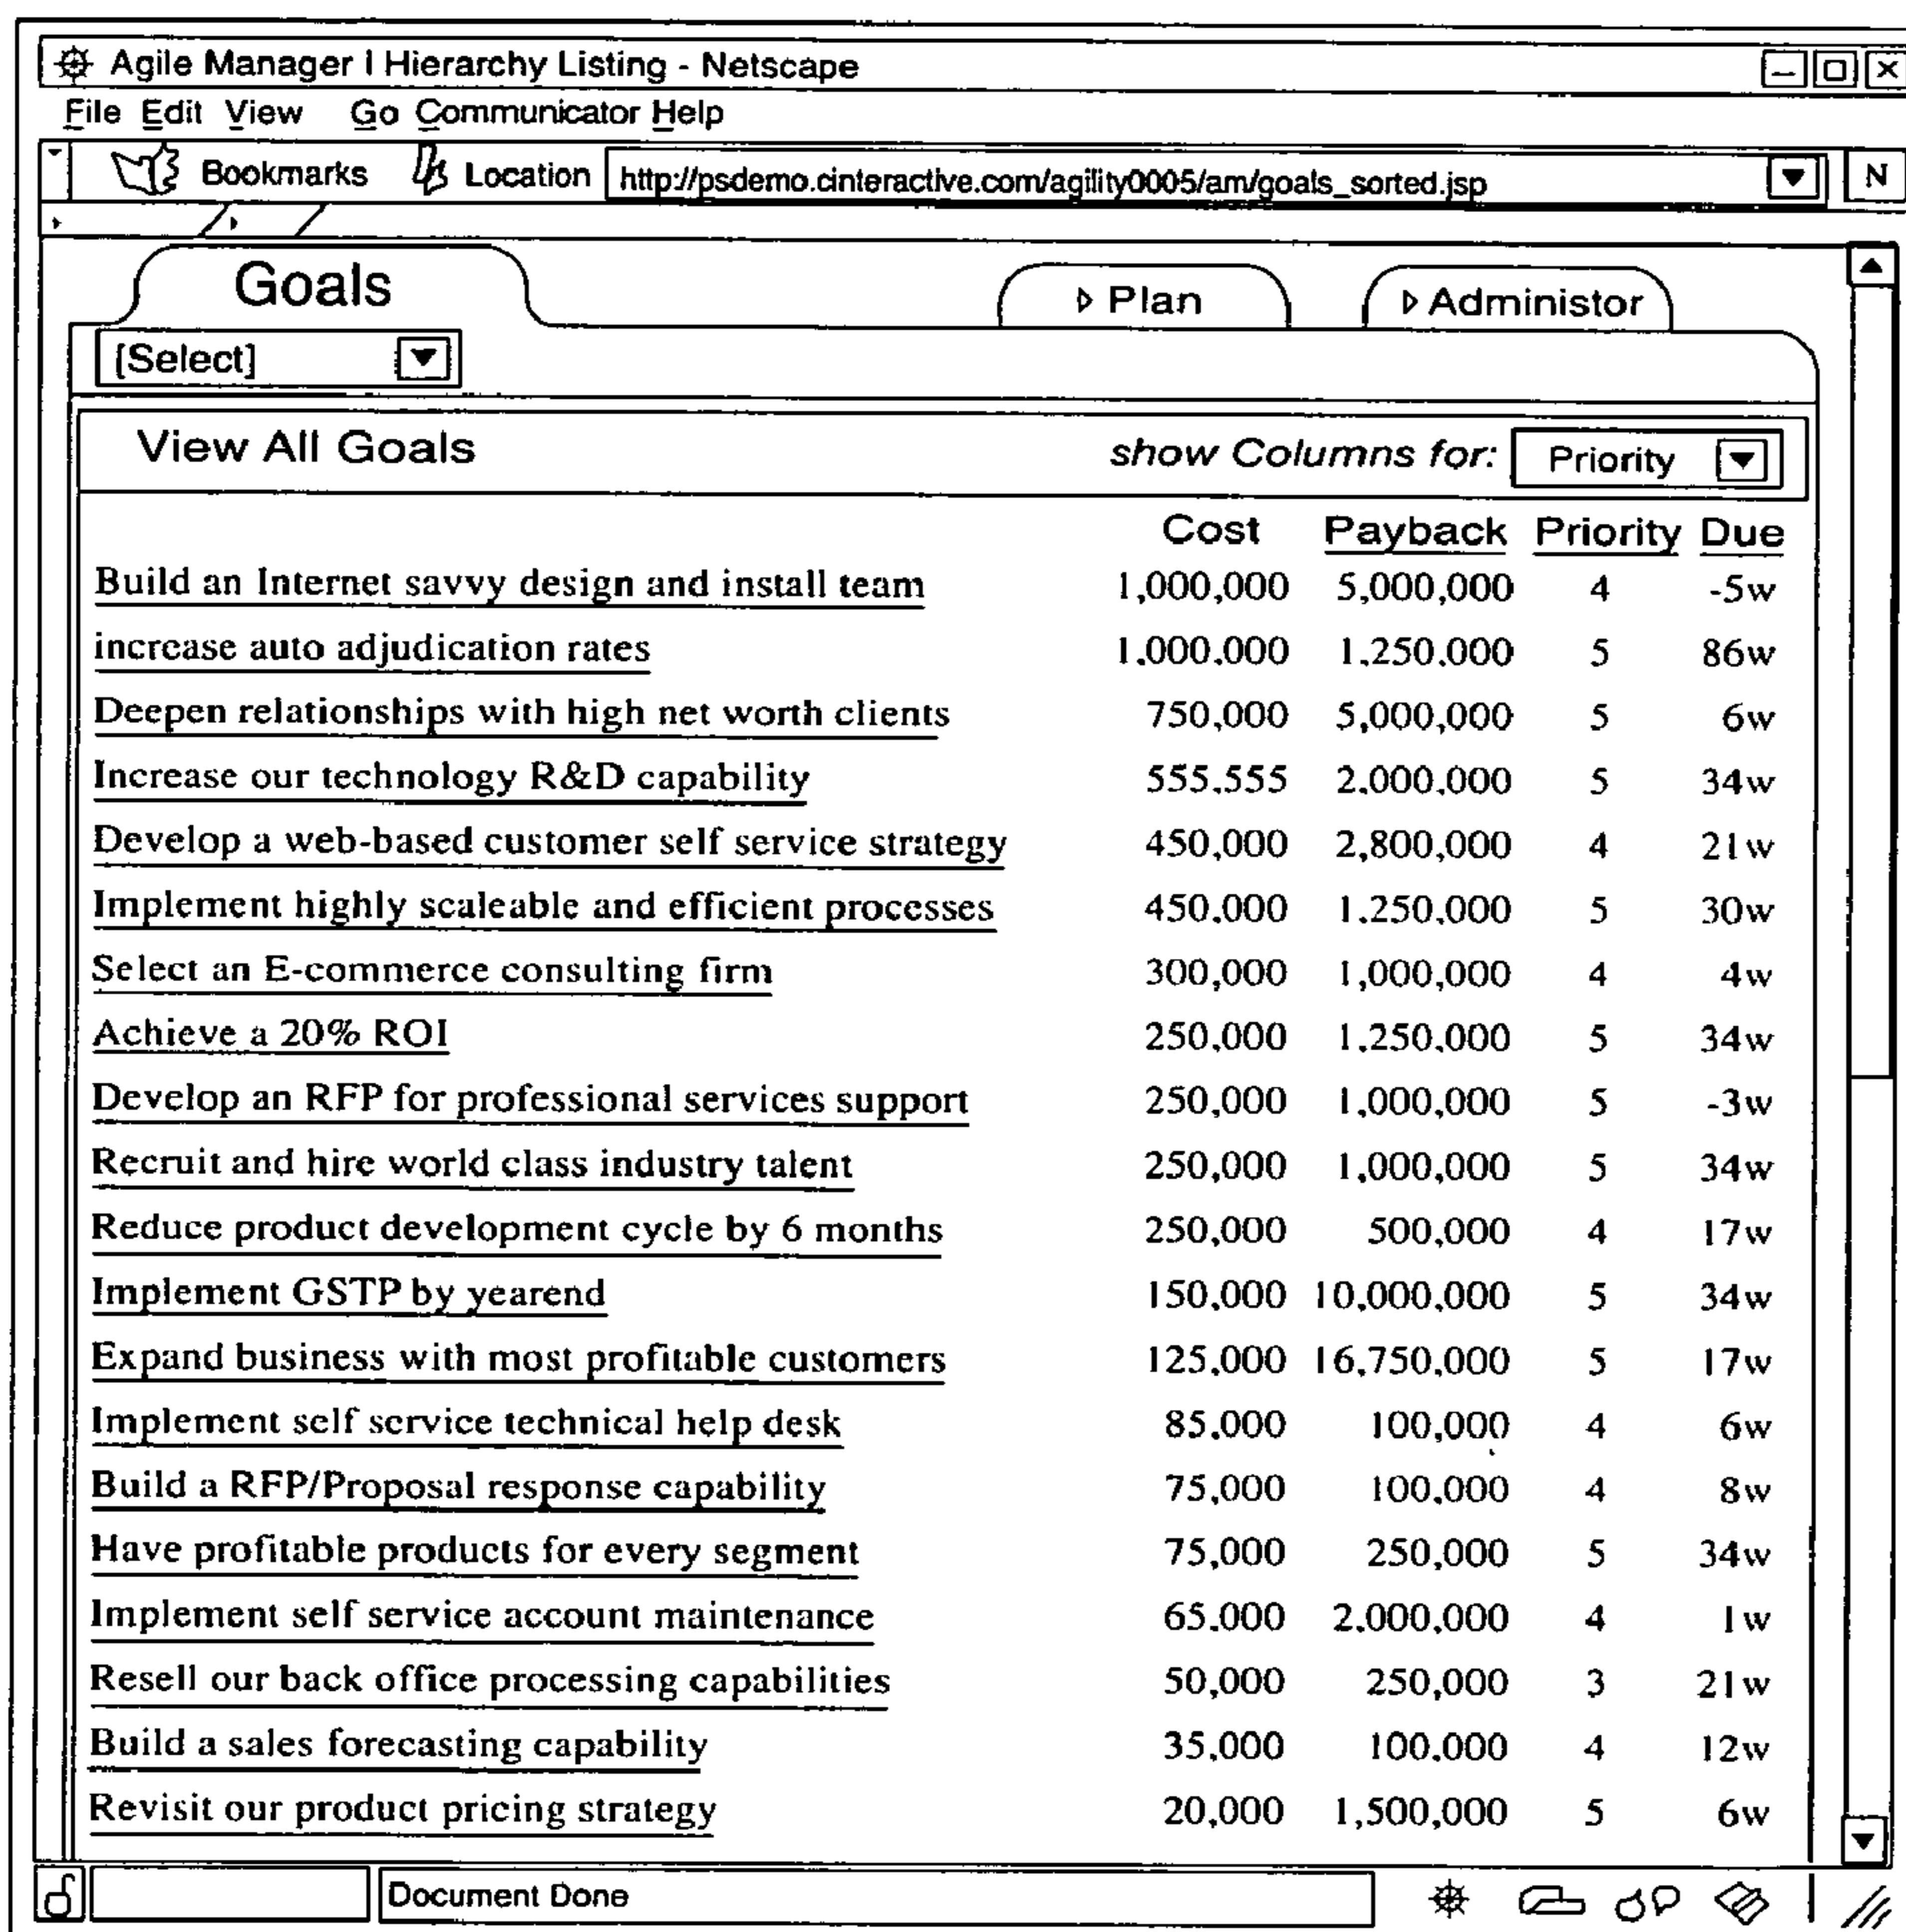 Agile Manager I Hierarchy Listing - Netscape
File Edit View Go Communicator Help
Bookmarks Location http://psdemo.cinteractive.com/agility0005/am/goals_sorted.jsp N
Goals Plan Administor
[Select]
View All Goals show Columns for: Priority
Cost Payback Priority Due
Build an Internet savvy design and install team 1,000,000 5,000,000 4 -5w
increase auto adjudication rates 1.000.000 1.250.000 5 86w
Deepen relationships with high net worth clients 750,000 5,000,000 5 6w
Increase our technology R&D capability 555.555 2.000.000 5 34w
Develop a web-based customer self service strategy 450,000 2,800,000 4 21w
Implement highly scaleable and efficient processes 450.000 1.250,000 5 30w
Select an E-commerce consulting firm 300,000 1,000,000 4 4w
Achieve a 20% ROI 250,000 1.250.000 5 34w
Develop an RFP for professional services support 250,000 1,000,000 5 -3w
Recruit and hire world class industry talent 250,000 1,000,000 5 34w
Reduce product development cycle by 6 months 250,000 500,000 4 17w
Implement GSTP by yearend 150,000 10,000,000 5 34w
Expand business with most profitable customers 125,000 16,750,000 5 17w
Implement self service technical help desk 85.000 100,000 4 6w
Build a RFP/Proposal response capability 75,000 100.000 4 8w
Have profitable products for every segment 75,000 250,000 5 34w
Implement self service account maintenance 65.000 2.000,000 4 1w
Resell our back office processing capabilities 50,000 250,000 3 21w
Build a sales forecasting capability 35,000 100.000 4 12w
Revisit our product pricing strategy 20,000 1,500,000 5 6w
Document Done